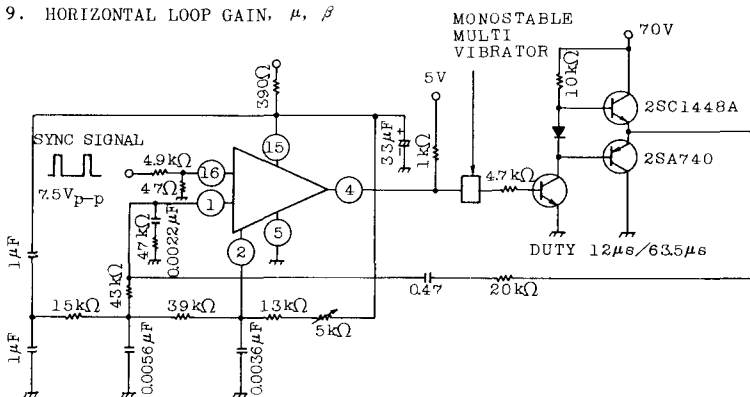 9. HORIZONTAL LOOP GAIN, μ, β
MONOSTABLE
MULTI
VIBRATOR
70V
5V
390Ω
10kΩ
2SC1448A
SYNC SIGNAL
15
33μF
+
1kΩ
2SA740
4.9kΩ
16
7.5Vp-p
47Ω
4
4.7kΩ
1
5
47kΩ
0.0022μF
2
DUTY 12μs/63.5μs
1μF
43kΩ
0.47
20kΩ
15kΩ
39kΩ
13kΩ
5kΩ
1μF
0.0056μF
0.0036μF